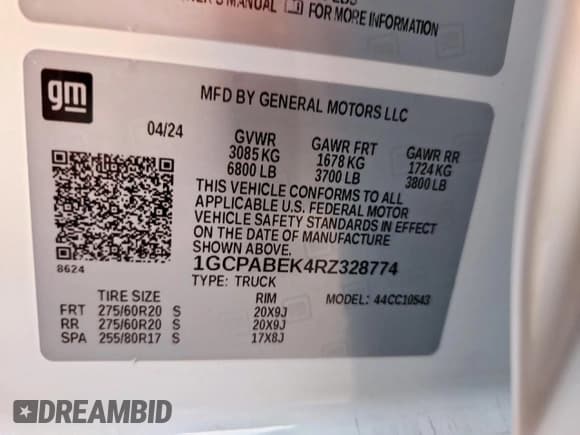 OWNER'S MANUAL FOR MORE INFORMATION
gm
MFD BY GENERAL MOTORS LLC
04/24
GVWR GAWR FRT GAWR RR
3085 KG 1678 KG 1724 KG
6800 LB 3700 LB 3800 LB
THIS VEHICLE CONFORMS TO ALL
APPLICABLE U.S. FEDERAL MOTOR
VEHICLE SAFETY STANDARDS IN EFFECT
ON THE DATE OF MANUFACTURE
SHOWN ABOVE.
8624
1GCPABEK4RZ328774
TYPE: TRUCK
MODEL: 44CC10543
TIRE SIZE RIM
FRT 275/60R20 S 20X9J
RR 275/60R20 S 20X9J
SPA 255/80R17 S 17X8J
DREAMBID